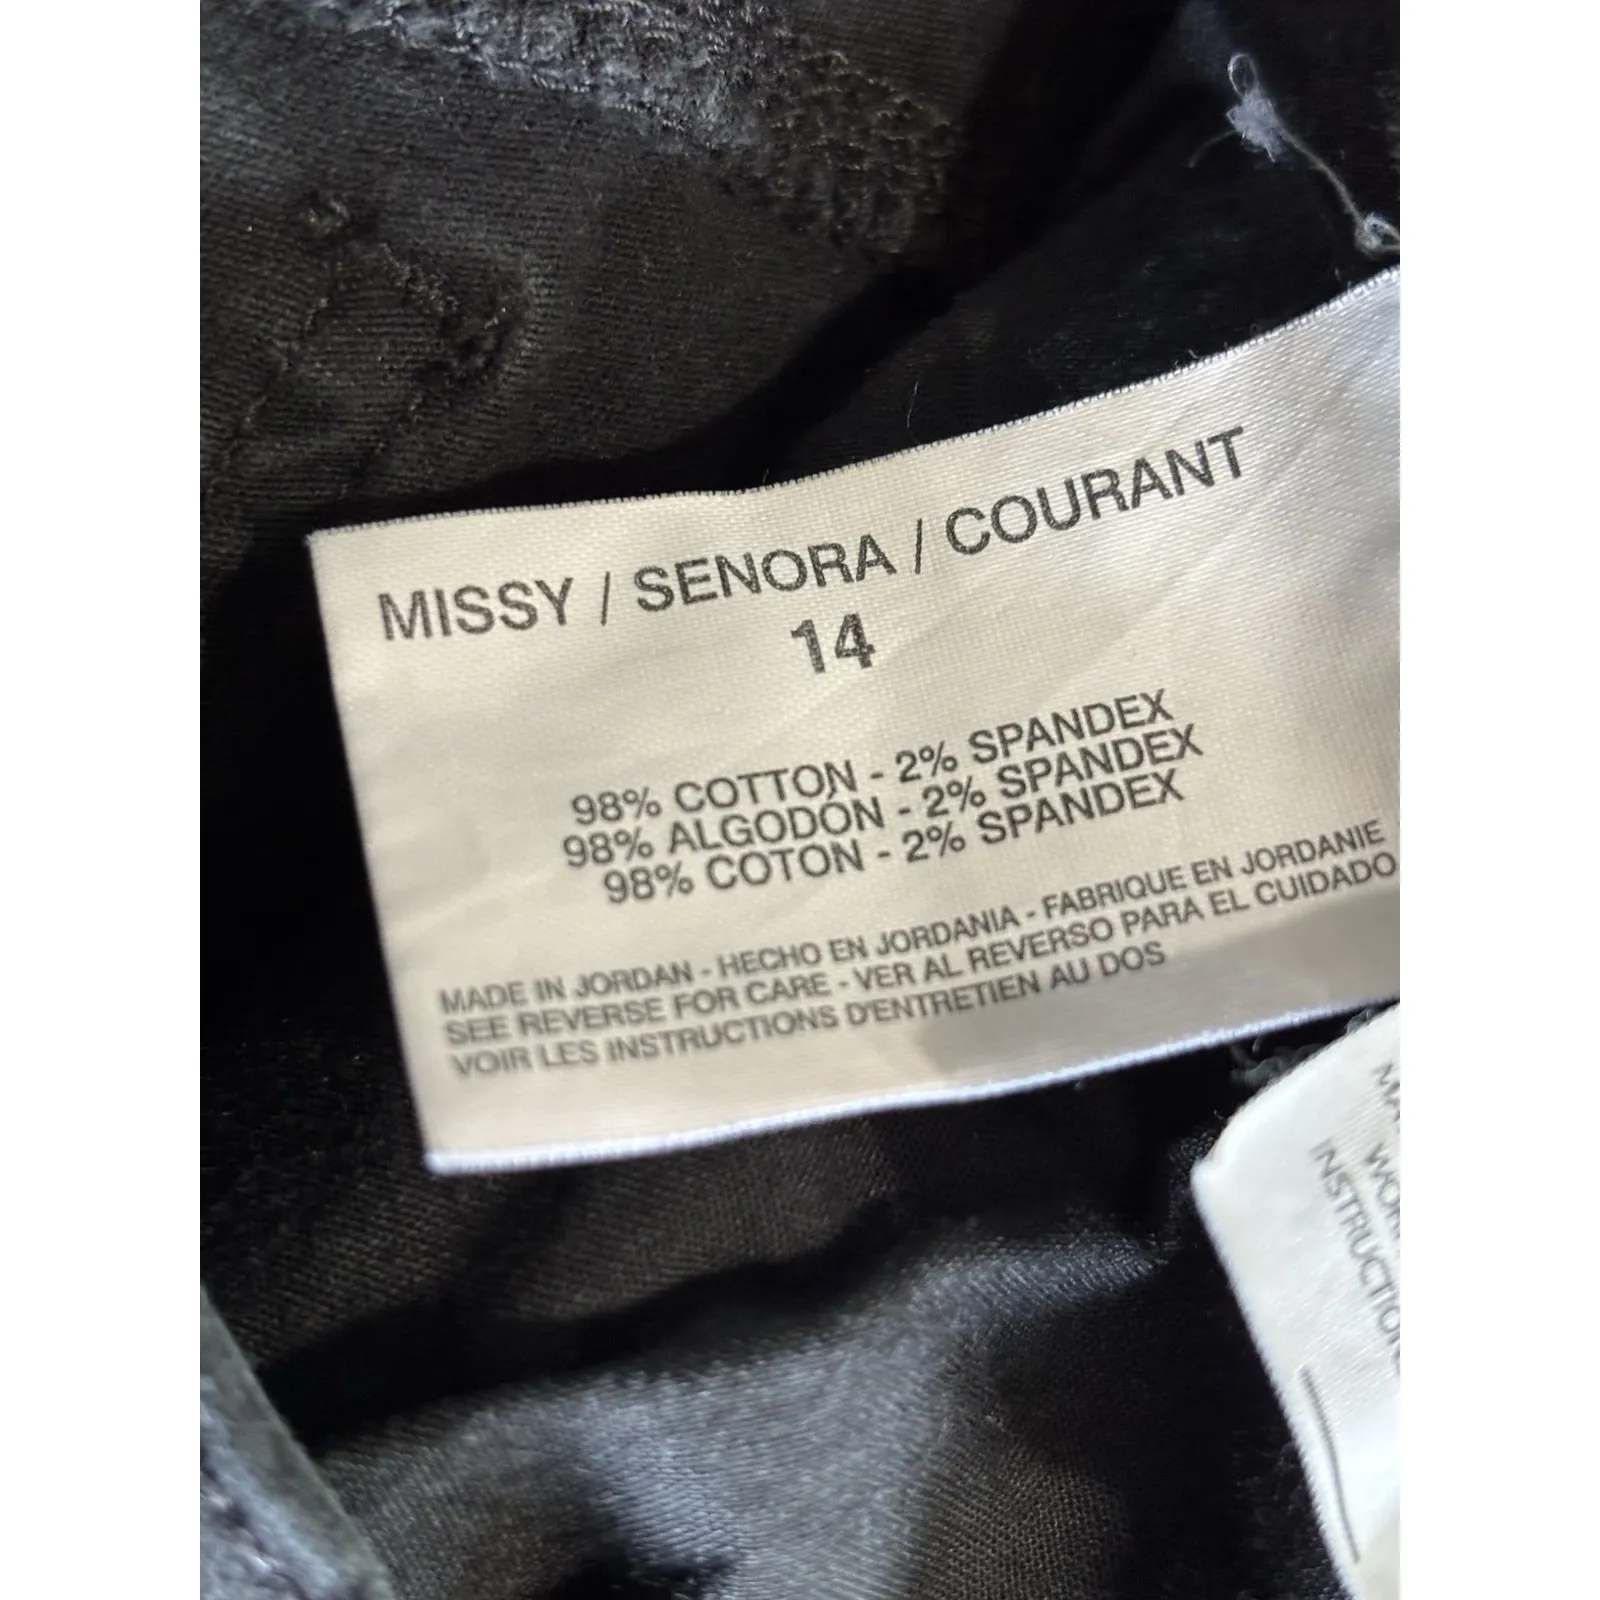 MISSY / SENORA / COURANT
14
98% COTTON - 2% SPANDEX
98% ALGODÓN - 2% SPANDEX
98% COTON - 2% SPANDEX
MADE IN JORDAN - HECHO EN JORDANIA - FABRIQUE EN JORDANIE
SEE REVERSE FOR CARE - VER AL REVERSO PARA EL CUIDADO
VOIR LES INSTRUCTIONS D'ENTRETIEN AU DOS